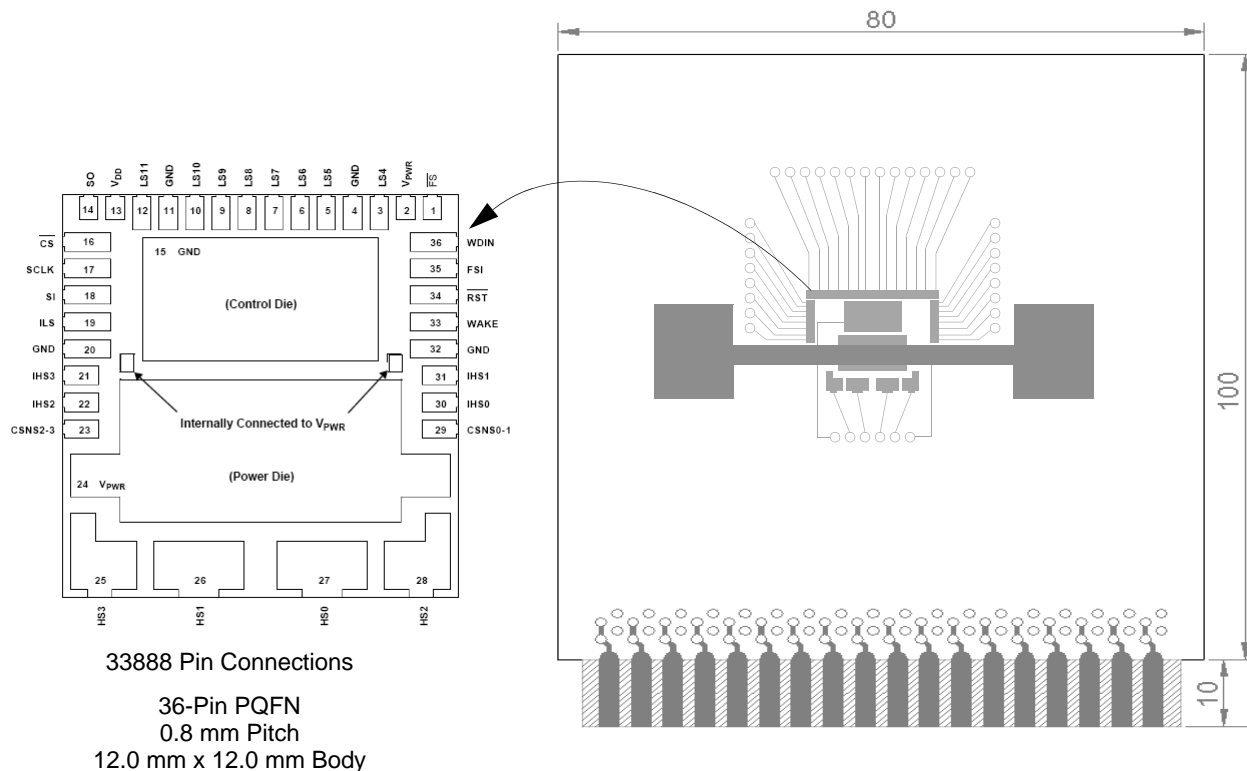 80
100
10
SO
VDD
LS11
GND
LS10
LS9
LS8
LS7
LS6
LS5
GND
LS4
VPWR
FS
14
13
12
11
10
9
8
7
6
5
4
3
2
1
CS
16
SCLK
17
SI
18
ILS
19
GND
20
IHS3
21
IHS2
22
CSNS2-3
23
15 GND
(Control Die)
36
WDIN
35
FSI
34
RST
33
WAKE
32
GND
31
IHS1
30
IHS0
29
CSNS0-1
Internally Connected to VPWR
24 VPWR
(Power Die)
25
26
27
28
HS3
HS1
HS0
HS2
33888 Pin Connections
36-Pin PQFN
0.8 mm Pitch
12.0 mm x 12.0 mm Body